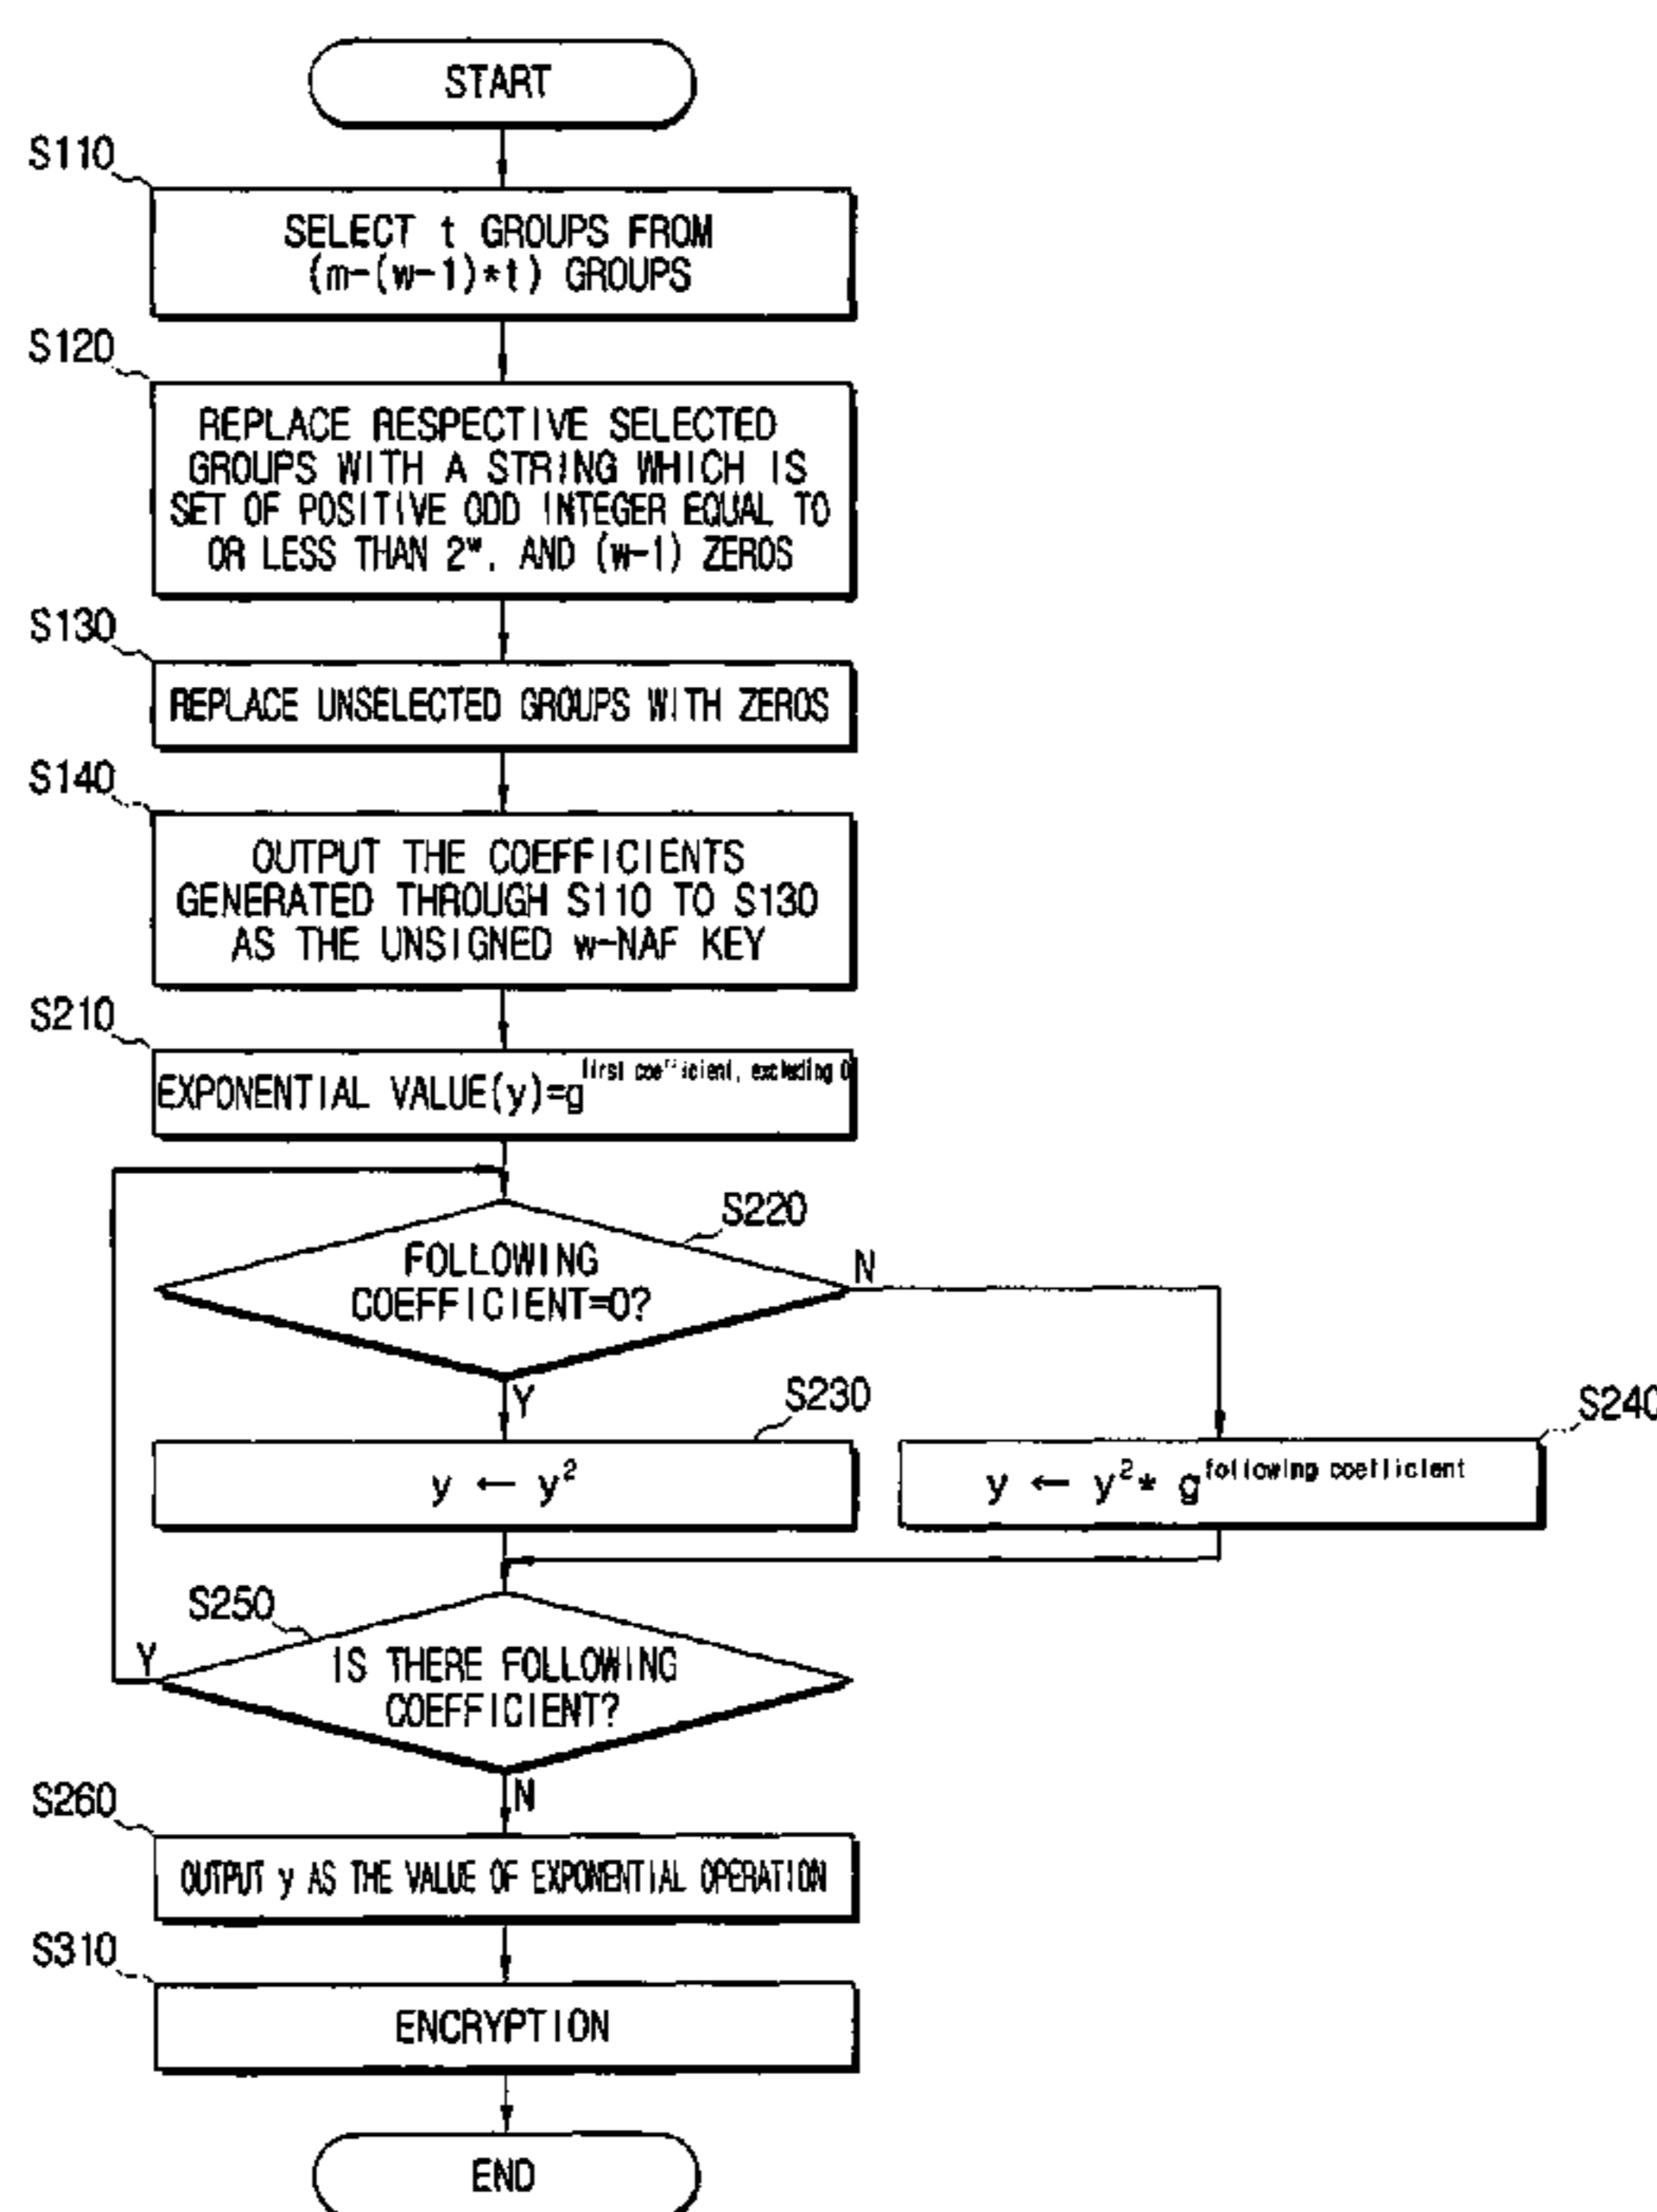 START
S110
SELECT t GROUPS FROM
(m-(w-1)*t) GROUPS
S120
REPLACE RESPECTIVE SELECTED
GROUPS WITH A STRING WHICH IS
SET OF POSITIVE ODD INTEGER EQUAL TO
OR LESS THAN 2ʷ, AND (w-1) ZEROS
S130
REPLACE UNSELECTED GROUPS WITH ZEROS
S140
OUTPUT THE COEFFICIENTS
GENERATED THROUGH S110 TO S130
AS THE UNSIGNED w-NAF KEY
S210
EXPONENTIAL VALUE(y)=g first coefficient, excluding 0
S220
FOLLOWING
COEFFICIENT=0?
N
Y
S230
y ← y²
S240
y ← y²* g following coefficient
S250
IS THERE FOLLOWING
COEFFICIENT?
Y
N
S260
OUTPUT y AS THE VALUE OF EXPONENTIAL OPERATION
S310
ENCRYPTION
END